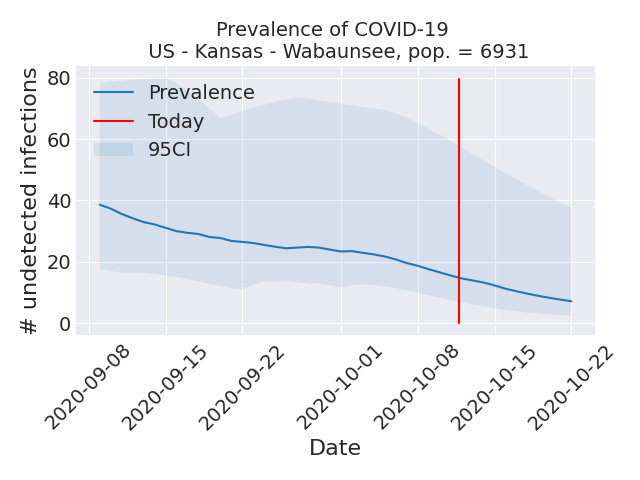 Prevalence of COVID-19
US - Kansas - Wabaunsee, pop. = 6931
# undetected infections
80
60
40
20
0
Prevalence
Today
95CI
2020-09-08
2020-09-15
2020-09-22
2020-10-01
2020-10-08
2020-10-15
2020-10-22
Date